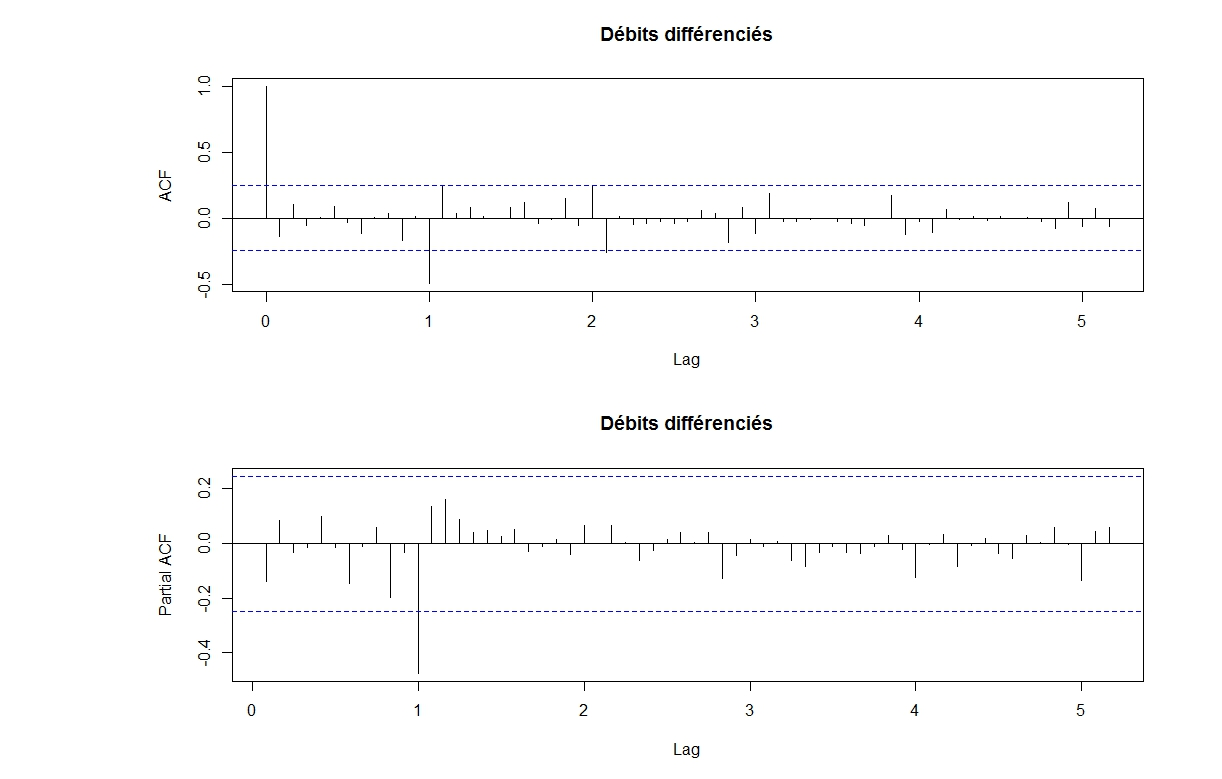 Débits différenciés
ACF
1.0
0.5
0.0
-0.5
0 1 2 3 4 5
Lag
Débits différenciés
Partial ACF
0.2
0.0
-0.2
-0.4
0 1 2 3 4 5
Lag